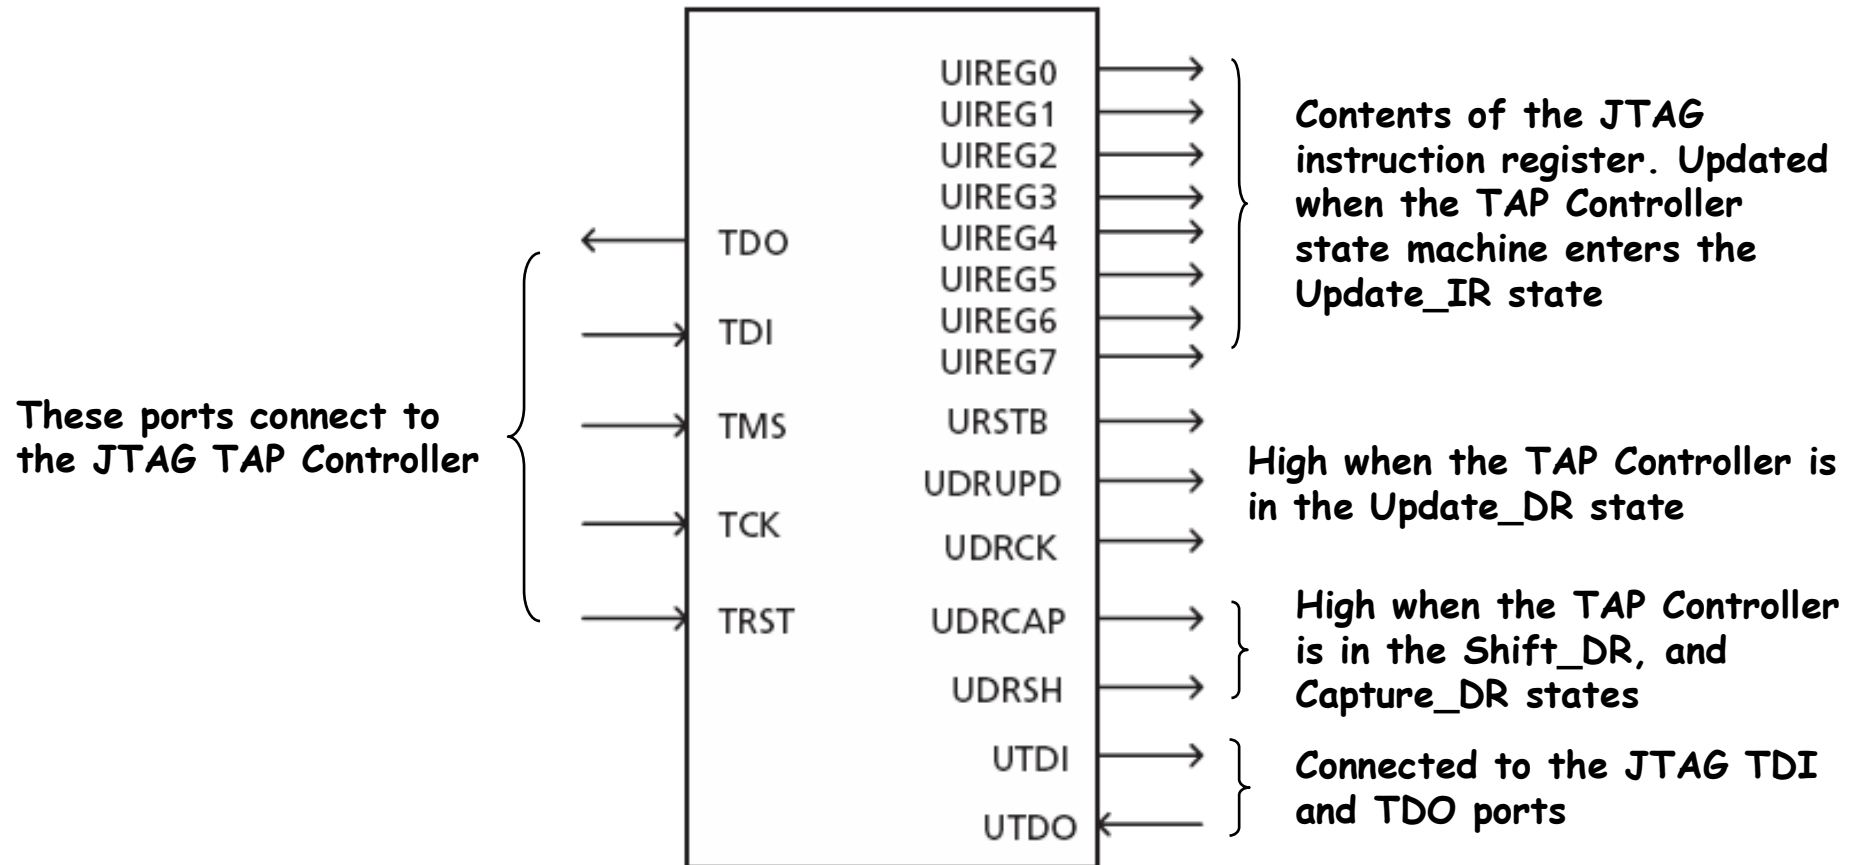 These ports connect to
the JTAG TAP Controller
TDO
TDI
TMS
TCK
TRST
UIREG0
UIREG1
UIREG2
UIREG3
UIREG4
UIREG5
UIREG6
UIREG7
URSTB
UDRUPD
UDRCK
UDRCAP
UDRSH
UTDI
UTDO
Contents of the JTAG
instruction register. Updated
when the TAP Controller
state machine enters the
Update_IR state
High when the TAP Controller is
in the Update_DR state
High when the TAP Controller
is in the Shift_DR, and
Capture_DR states
Connected to the JTAG TDI
and TDO ports